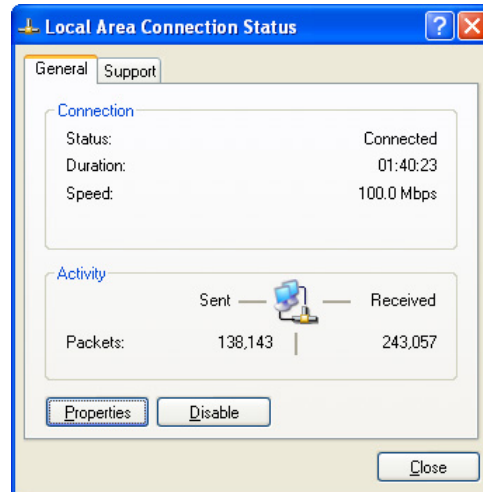 Local Area Connection Status
General Support
Connection
Status: Connected
Duration: 01:40:23
Speed: 100.0 Mbps
Activity
Sent Received
Packets: 138,143 243,057
Properties Disable
Close